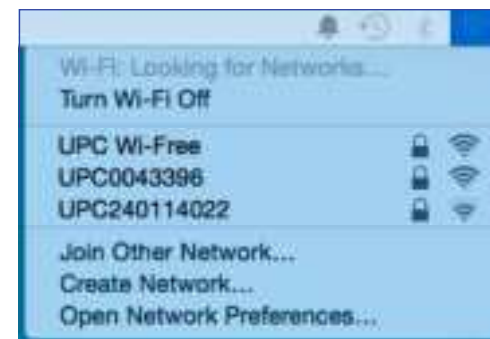 Wi-Fi: Looking for Networks...
Turn Wi-Fi Off
UPC Wi-Free
UPC0043396
UPC240114022
Join Other Network...
Create Network...
Open Network Preferences...